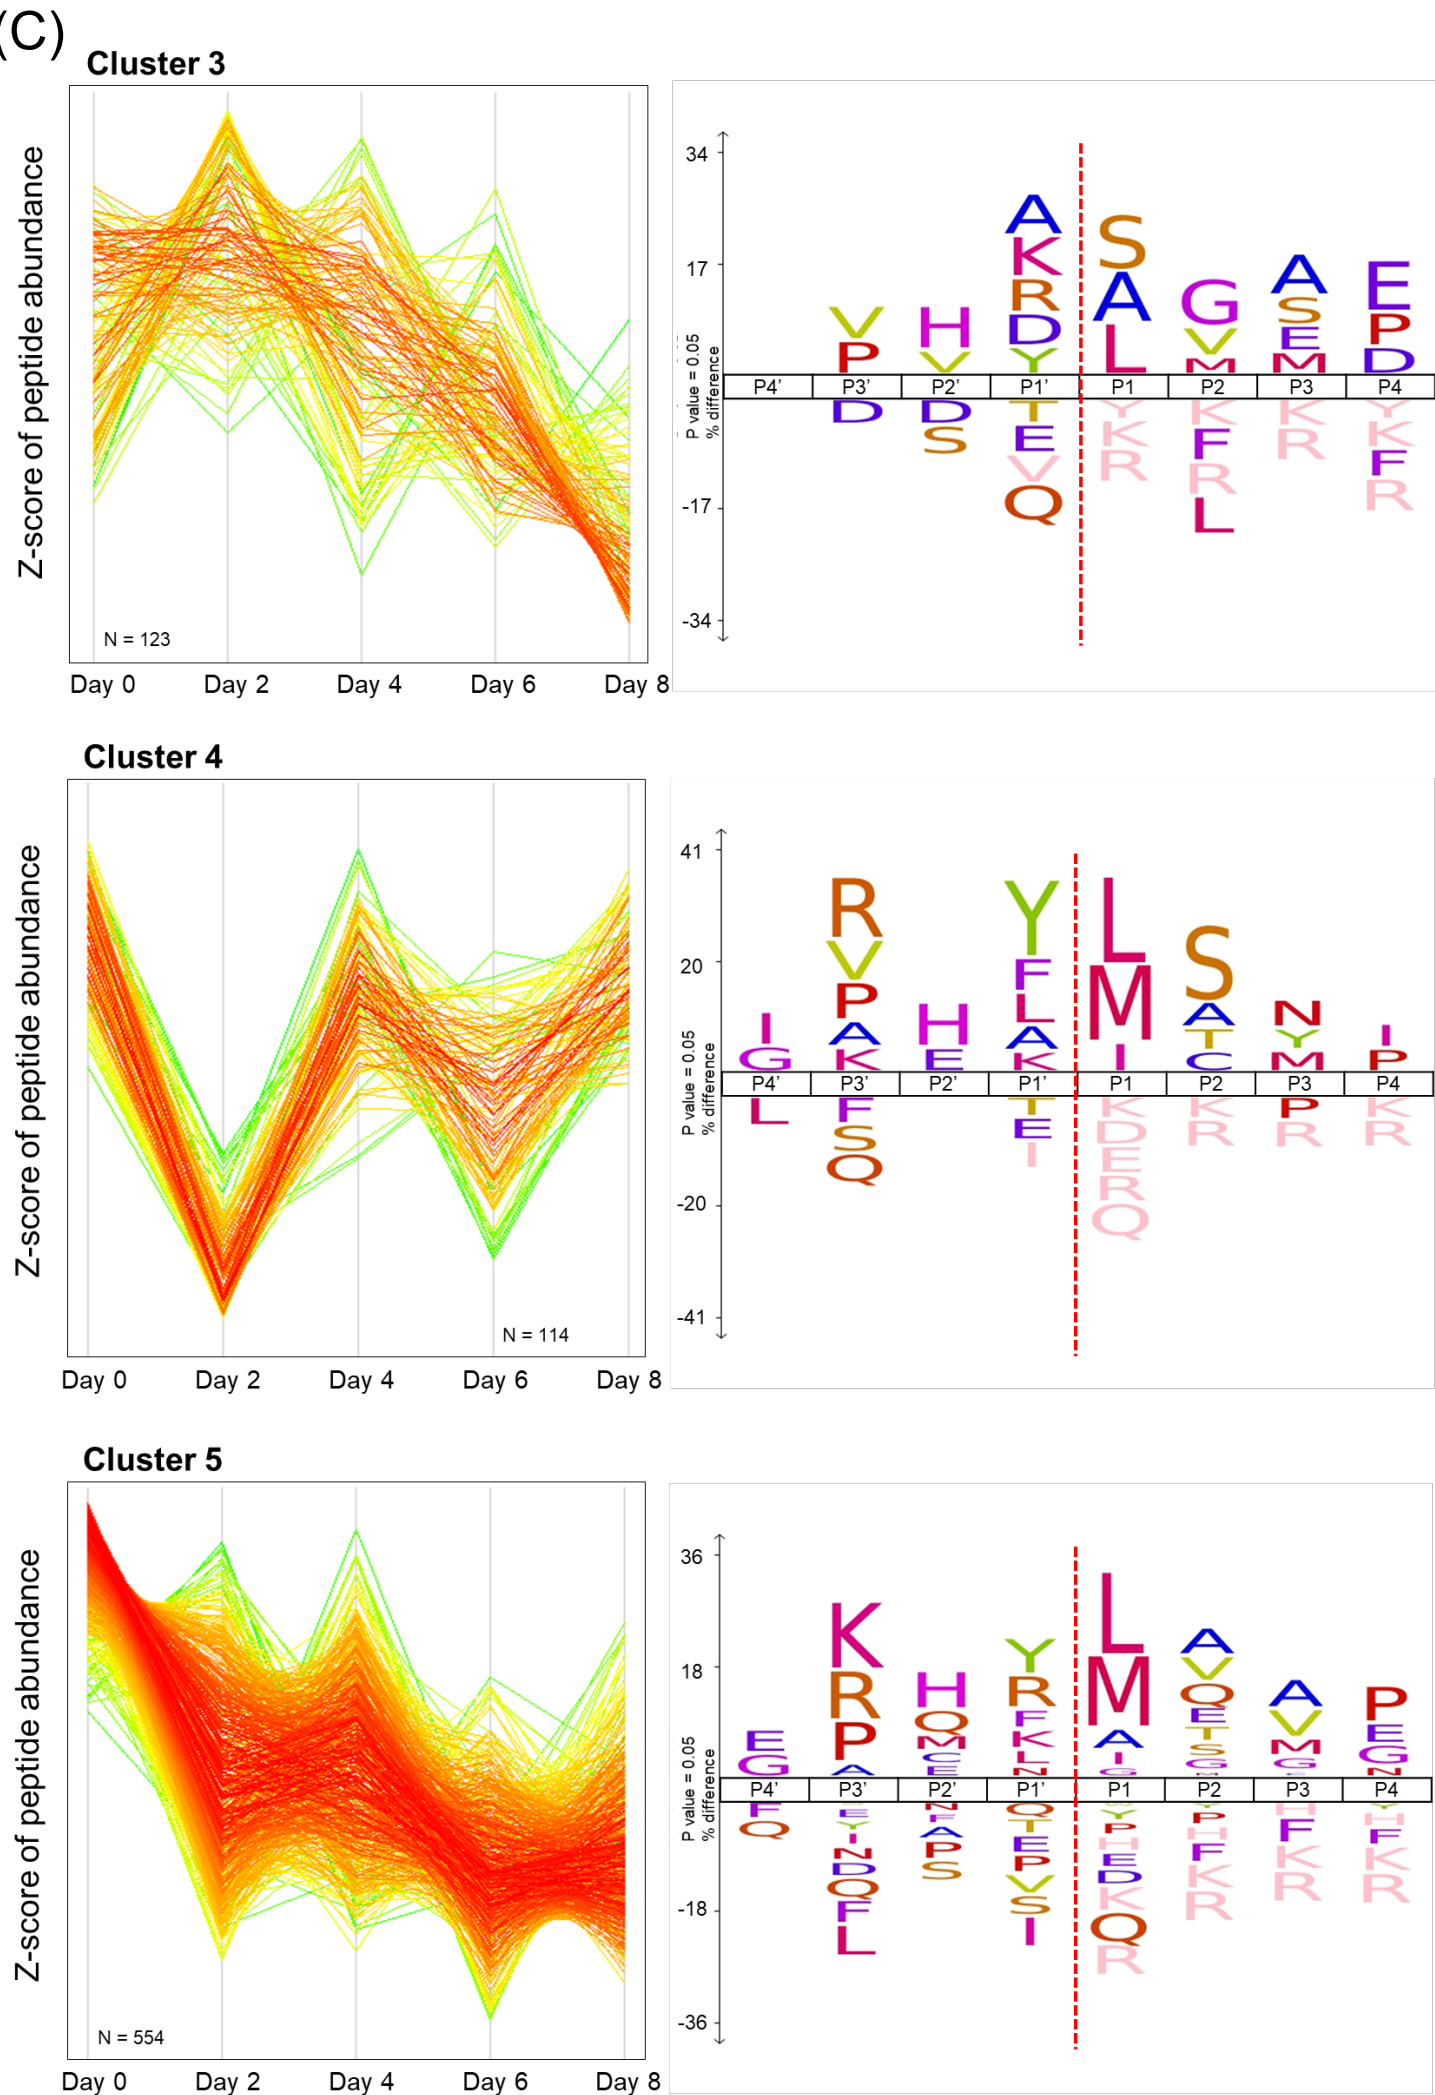 (C)
Cluster 3
Z-score of peptide abundance
N = 123
Day 0 Day 2 Day 4 Day 6 Day 8
34
17
-17
-34
P value = 0.05
% difference
A S
K A
R L
D
Y
V
P
H
V
G
V
M
A
S
E
M
E
P
D
P4' P3' P2' P1' P1 P2 P3 P4
D
D
S
T
E
V
Q
Y
K
R
K
F
R
L
K
R
Y
K
F
R
Cluster 4
Z-score of peptide abundance
N = 114
Day 0 Day 2 Day 4 Day 6 Day 8
41
20
-20
-41
P value = 0.05
% difference
I
G
R
V
P
A
K
H
E
Y
F
L
A
K
L
M
I
S
A
T
C
N
Y
M
I
P
P4' P3' P2' P1' P1 P2 P3 P4
L
F
S
Q
T
E
I
K
D
E
R
Q
K
R
P
R
K
R
Cluster 5
Z-score of peptide abundance
N = 554
Day 0 Day 2 Day 4 Day 6 Day 8
36
18
-18
-36
P value = 0.05
% difference
E
G
K
R
P
A
H
Q
M
C
E
Y
R
F
K
L
N
L
M
A
I
G
A
V
Q
E
T
S
G
A
V
M
G
P
E
G
N
P4' P3' P2' P1' P1 P2 P3 P4
F
Q
E
Y
I
N
D
Q
F
L
N
F
A
P
S
Q
T
E
P
V
S
I
Y
P
H
E
D
K
Q
R
P
H
F
K
R
H
F
K
R
Y
H
F
K
R